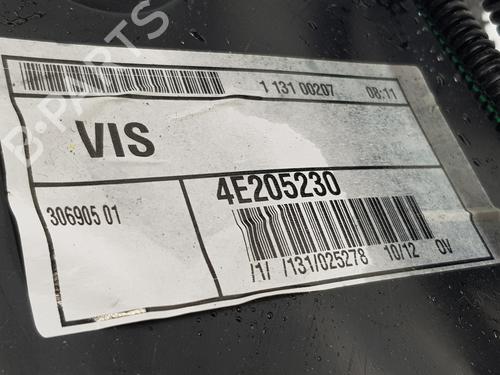 1 131 00207 08:11
VIS
306905 01
4E205230
/1/ /131/025278 10/12 OV
B-PARTS